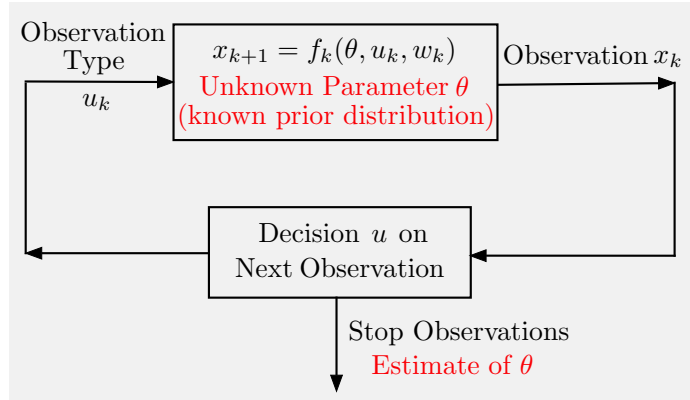 Observation
Type
u_k
x_{k+1} = f_k(θ, u_k, w_k)
Unknown Parameter θ
(known prior distribution)
Observation x_k
Decision u on
Next Observation
Stop Observations
Estimate of θ